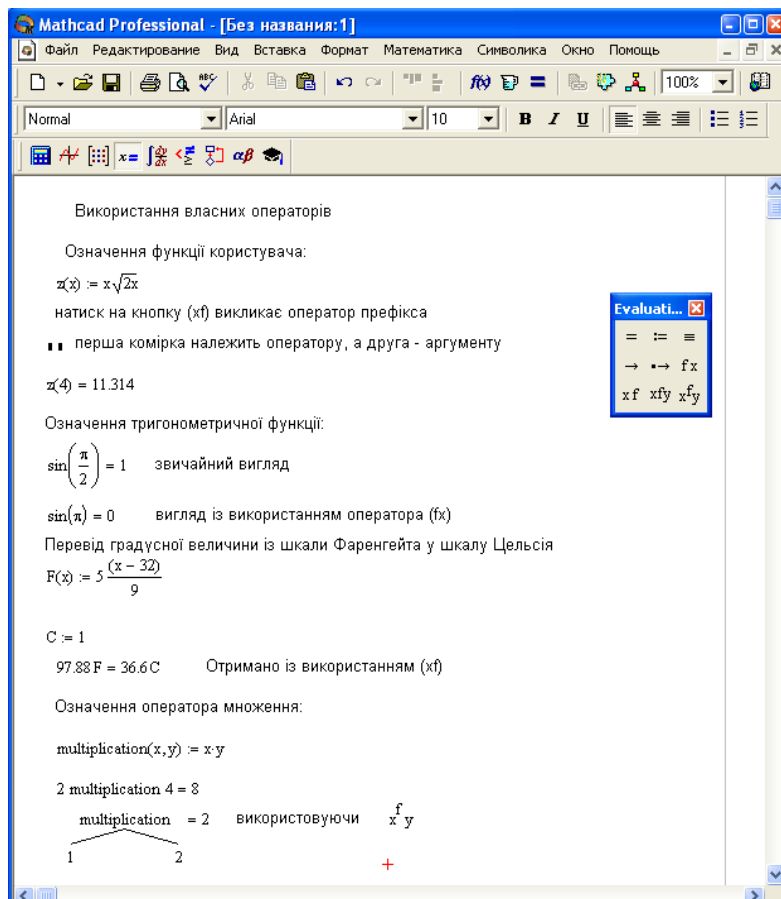 Mathcad Professional - [Без названия:1]
Файл Редактирование Вид Вставка Формат Математика Символика Окно Помощь
100%
Normal Arial 10 B I U
Використання власних операторів
Означення функції користувача:
z(x) := x√2x
натиск на кнопку (xf) викликає оператор префікса
перша комірка належить оператору, а друга - аргументу
z(4) = 11.314
Evaluati...
= := ≡
→ ▪→ fx
xf xfy xfy
Означення тригонометричної функції:
sin(π/2) = 1 звичайний вигляд
sin(π) = 0 вигляд із використанням оператора (fx)
Перевід градусної величини із шкали Фаренгейта у шкалу Цельсія
F(x) := 5 (x − 32)/9
C := 1
97.88 F = 36.6 C Отримано із використанням (xf)
Означення оператора множення:
multiplication(x,y) := x·y
2 multiplication 4 = 8
multiplication = 2 використовуючи xfy
1 2